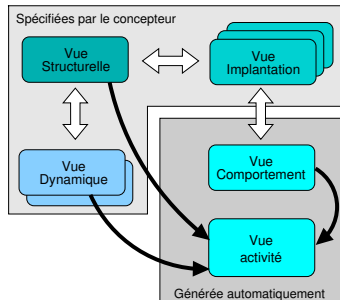 Spécifiées par le concepteur
Vue
Structurelle
Vue
Implantation
Vue
Dynamique
Vue
Comportement
Vue
activité
Générée automatiquement